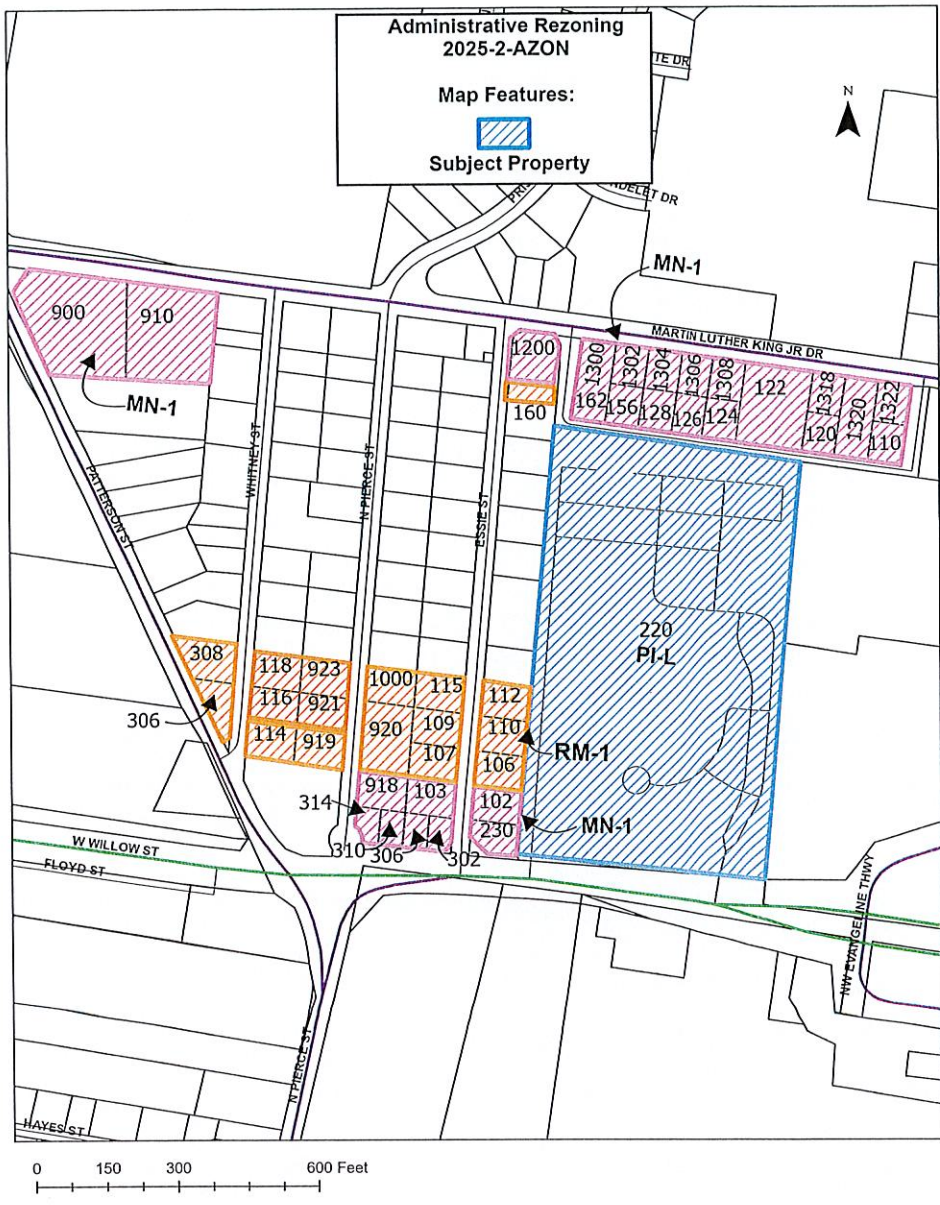 Administrative Rezoning
2025-2-AZON
Map Features:
Subject Property
TE DR
N
PRI
NDELET DR
MN-1
MARTIN LUTHER KING JR DR
900
910
MN-1
1200
160
1300
1302
1304
1306
1308
122
1318
1320
1322
162
156
128
126
124
120
110
PATTERSON ST
WHITNEY ST
N PIERCE ST
ESSIE ST
220
PI-L
308
306
118
923
116
921
114
919
1000
115
920
109
107
112
110
106
RM-1
918
103
314
310
306
302
102
230
MN-1
W WILLOW ST
FLOYD ST
NW EVANGELINE THWY
N PIERCE ST
HAYES ST
0 150 300 600 Feet